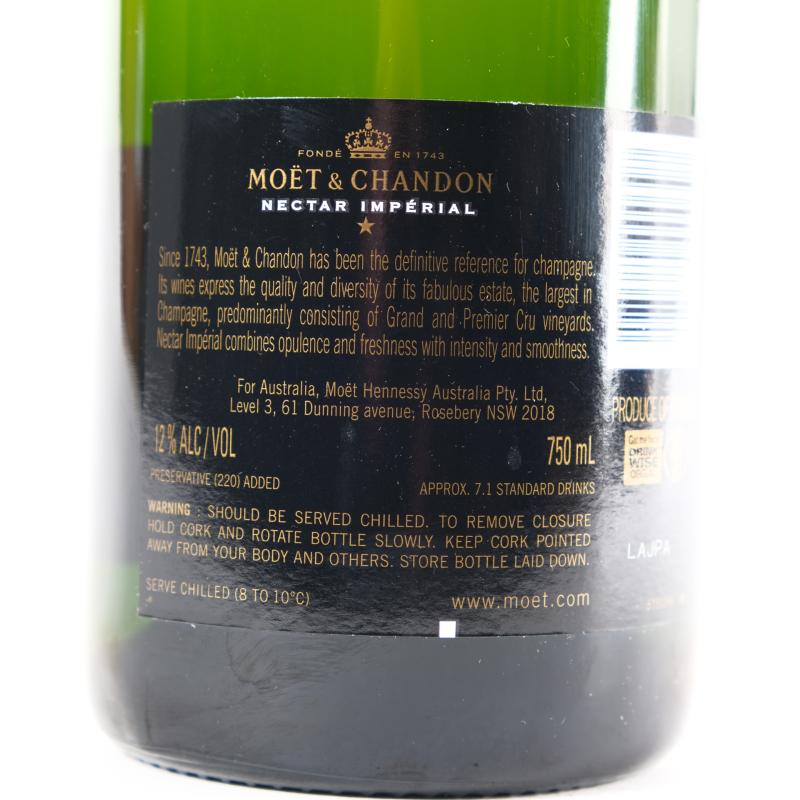 FONDÉ EN 1743
MOËT & CHANDON
NECTAR IMPÉRIAL
Since 1743, Moët & Chandon has been the definitive reference for champagne.
Its wines express the quality and diversity of its fabulous estate, the largest in
Champagne, predominantly consisting of Grand and Premier Cru vineyards.
Nectar Impérial combines opulence and freshness with intensity and smoothness.
For Australia, Moët Hennessy Australia Pty. Ltd,
Level 3, 61 Dunning avenue, Rosebery NSW 2018
12 % ALC / VOL
750 mL
PRESERVATIVE (220) ADDED
APPROX. 7.1 STANDARD DRINKS
WARNING : SHOULD BE SERVED CHILLED. TO REMOVE CLOSURE
HOLD CORK AND ROTATE BOTTLE SLOWLY. KEEP CORK POINTED
AWAY FROM YOUR BODY AND OTHERS. STORE BOTTLE LAID DOWN.
SERVE CHILLED (8 TO 10°C)
www.moet.com
PRODUCE OF
Get the facts
DRINK
WISE
LAJPA